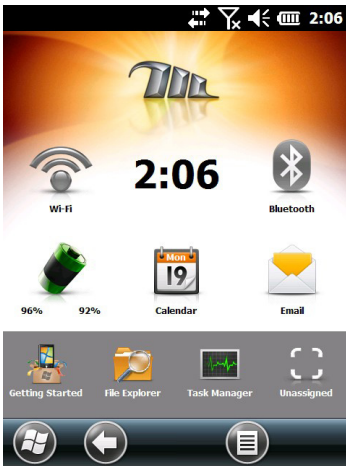 2:06
2:06
Wi-Fi
Bluetooth
Mon
19
96% 92%
Calendar
Email
Getting Started
File Explorer
Task Manager
Unassigned